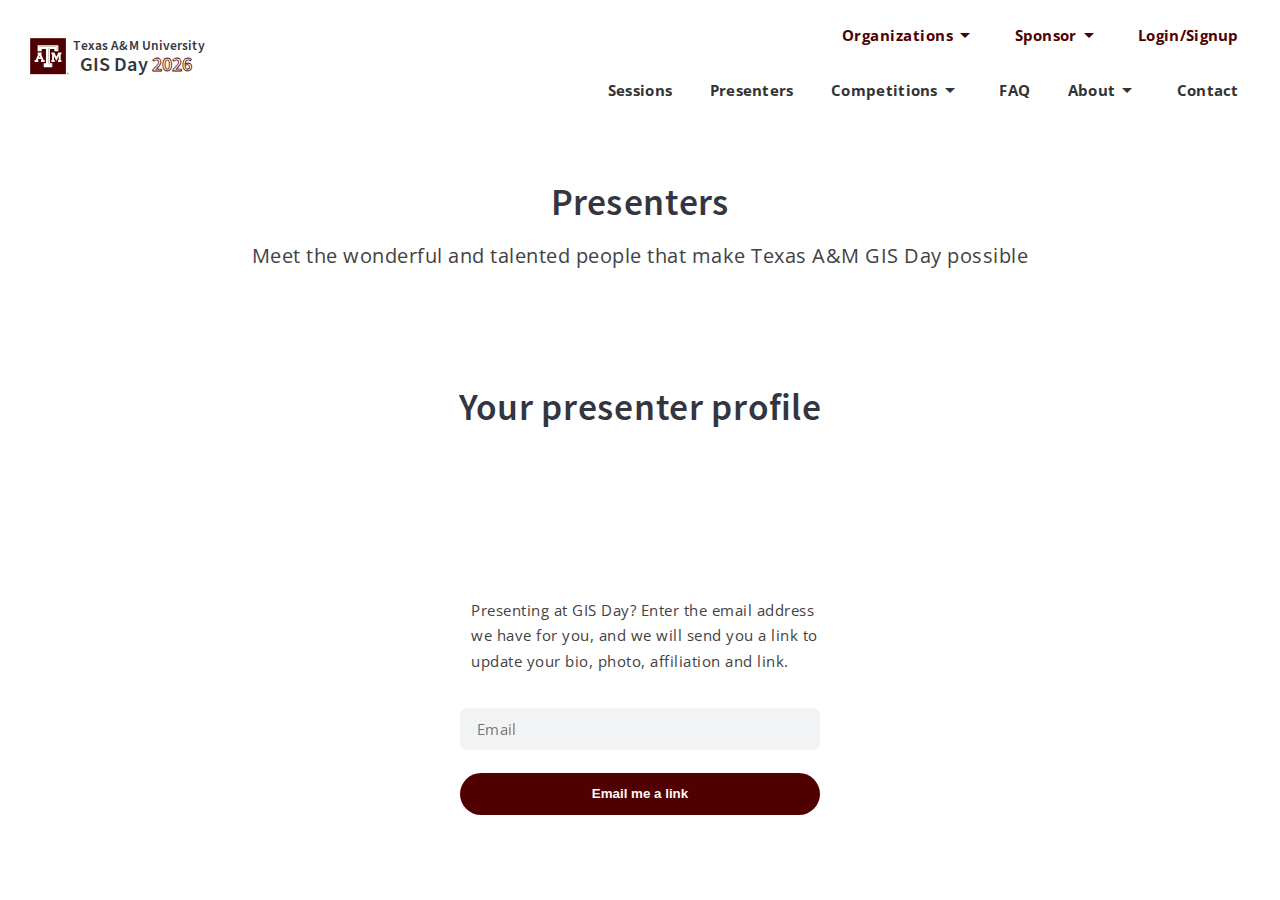 Organizations Sponsor Login/Signup
Texas A&M University
GIS Day 2026
Sessions Presenters Competitions FAQ About Contact
Presenters
Meet the wonderful and talented people that make Texas A&M GIS Day possible
Your presenter profile
Presenting at GIS Day? Enter the email address
we have for you, and we will send you a link to
update your bio, photo, affiliation and link.
Email
Email me a link